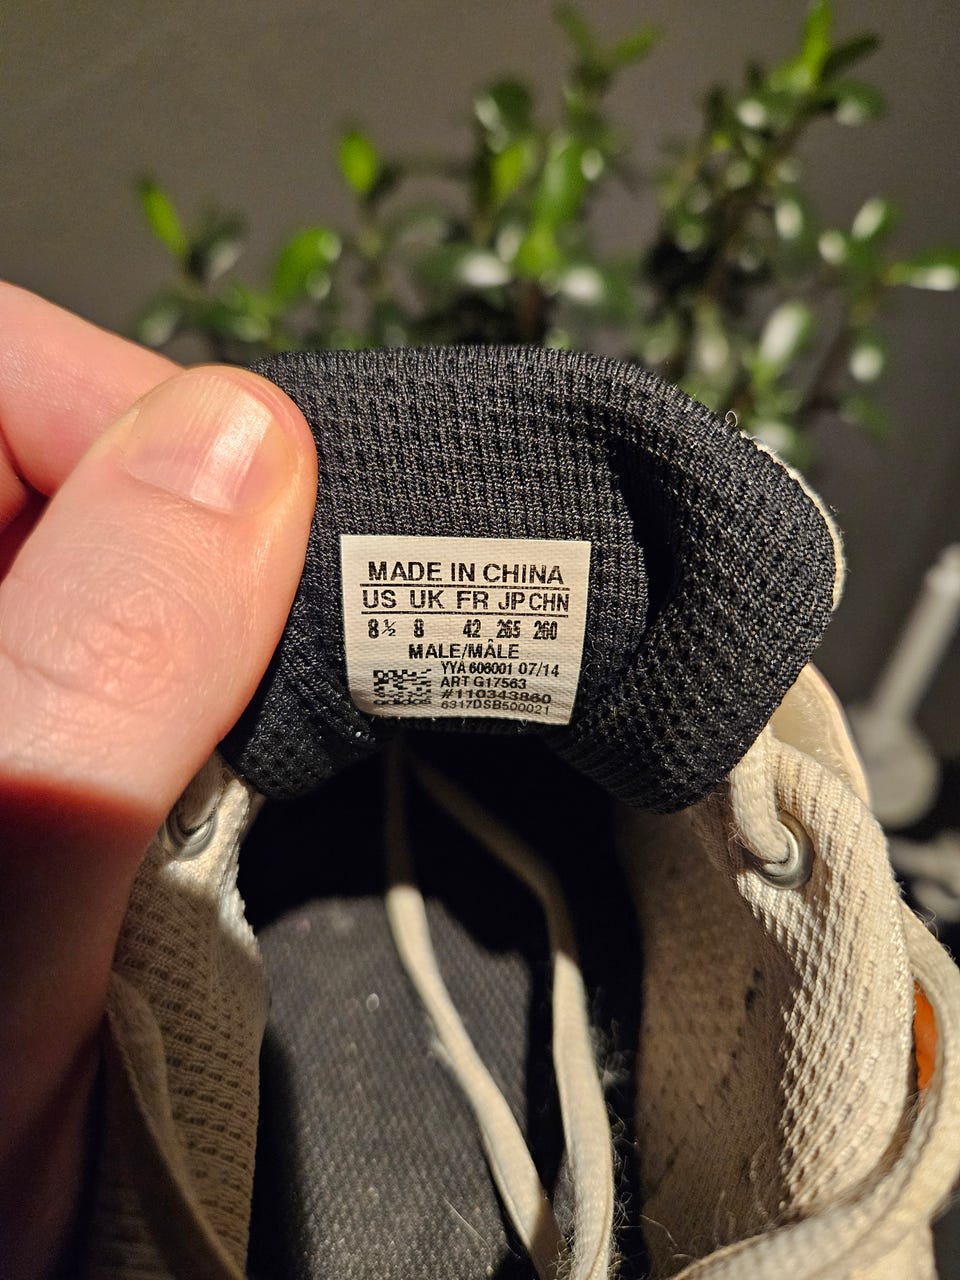 MADE IN CHINA
US UK FR JP CHN
8½ 8 42 265 260
MALE/MÂLE
YYA 606001 07/14
ART G17563
#110343860
6317DSB500021
adidas